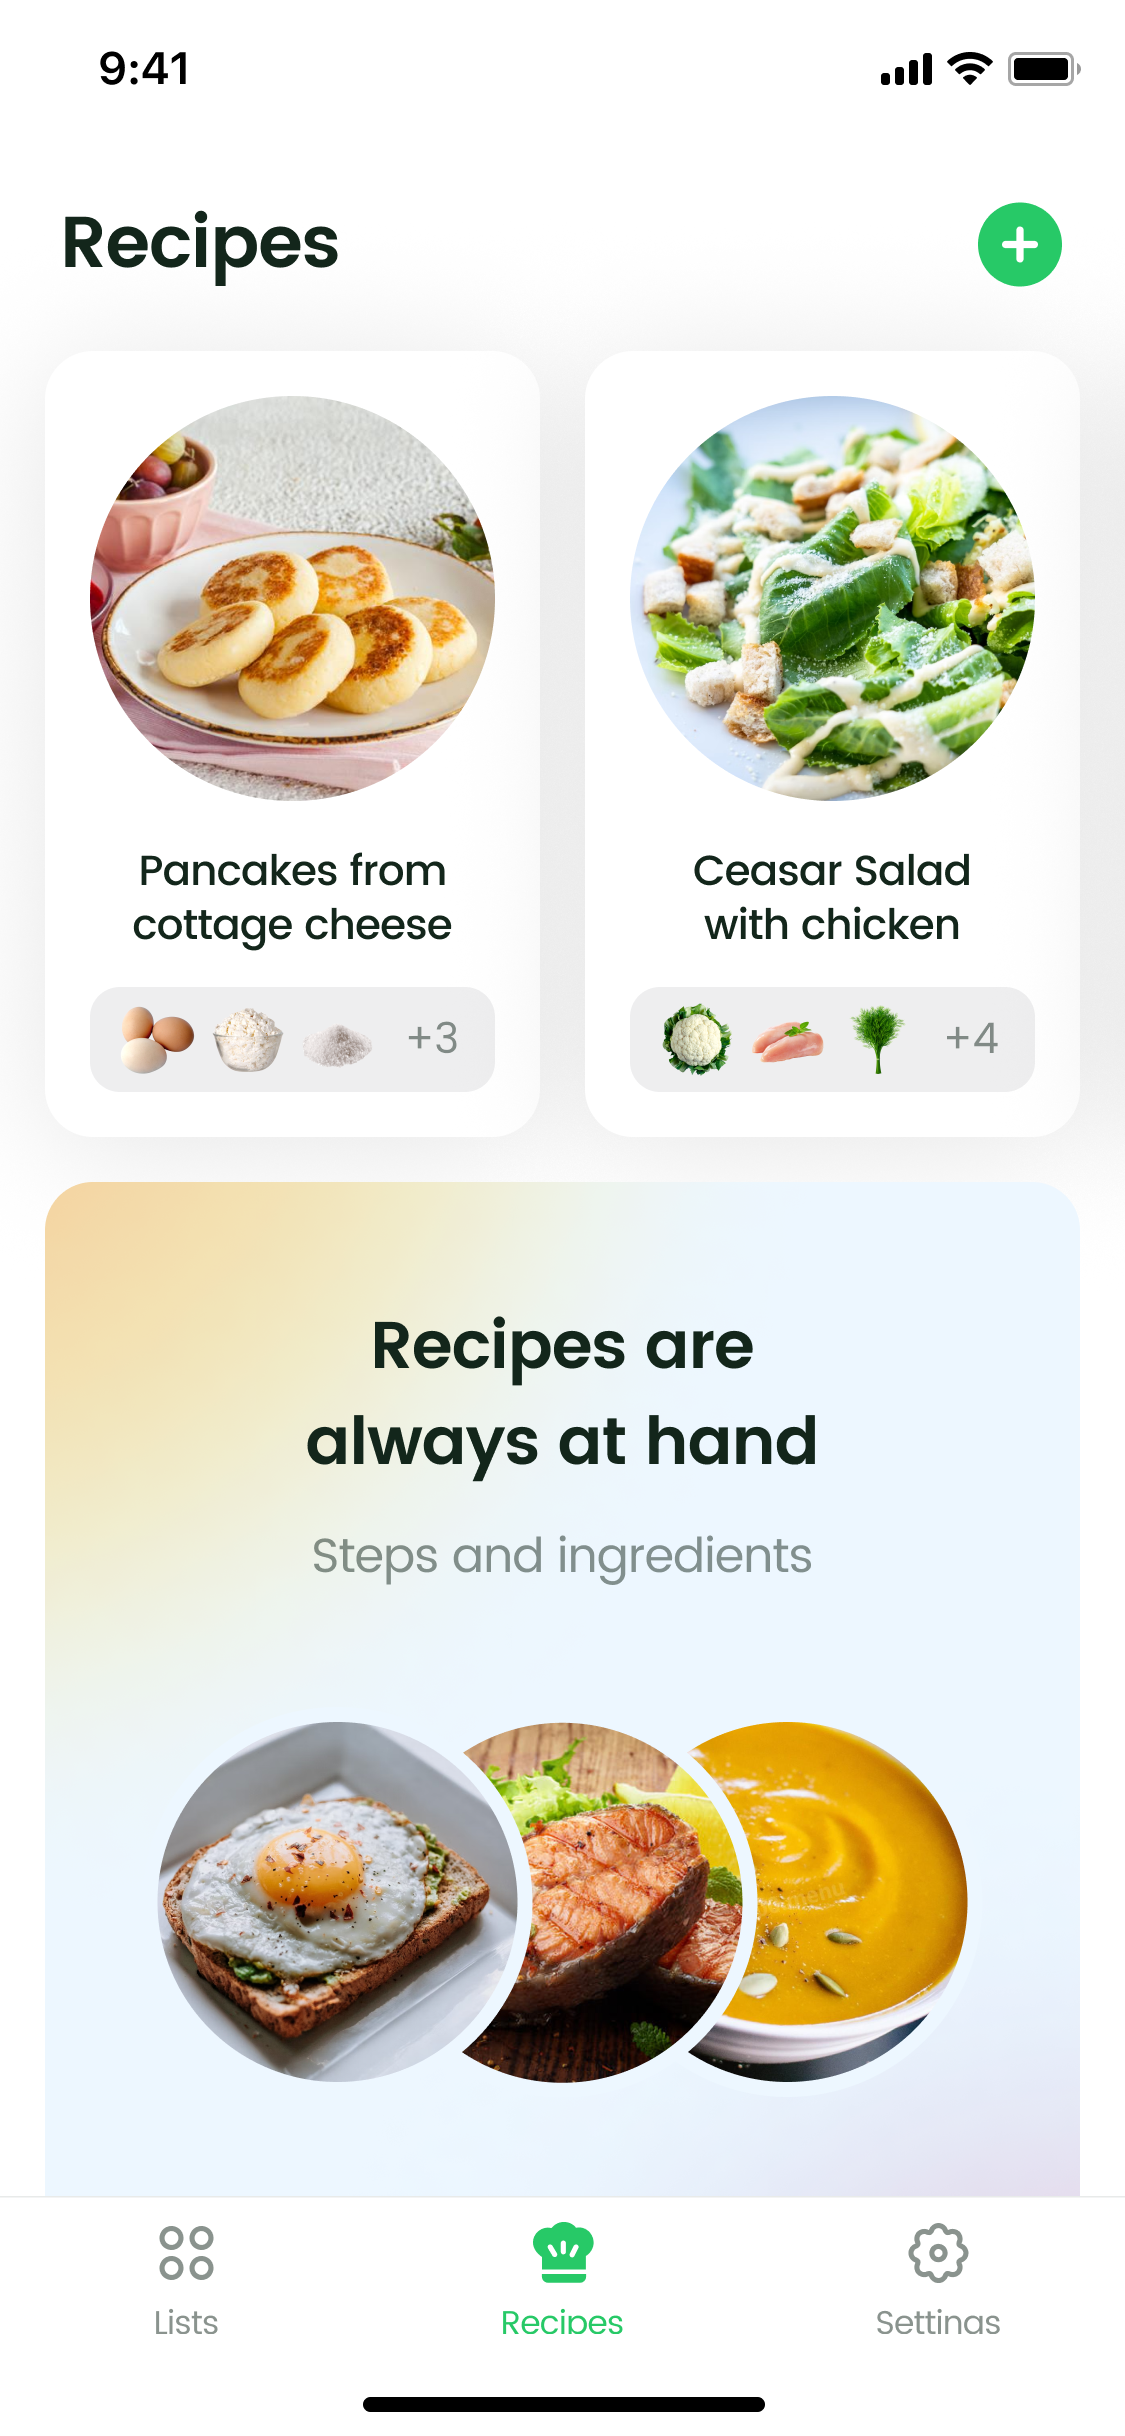 9:41
Recipes
Pancakes from
cottage cheese
+3
Ceasar Salad
with chicken
+4
Recipes are
always at hand
Steps and ingredients
Lists
Recipes
Settings